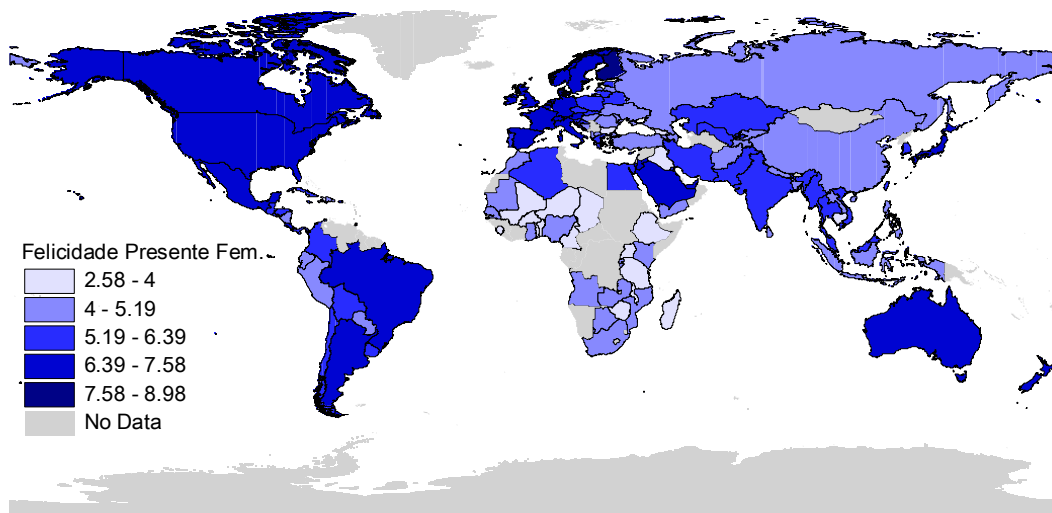 Felicidade Presente Fem.
2.58 - 4
4 - 5.19
5.19 - 6.39
6.39 - 7.58
7.58 - 8.98
No Data